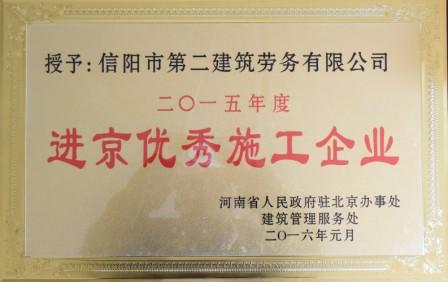 授予：信阳市第二建筑劳务有限公司
二〇一五年度
进京优秀施工企业
河南省人民政府驻北京办事处
建筑管理服务处
二〇一六年元月